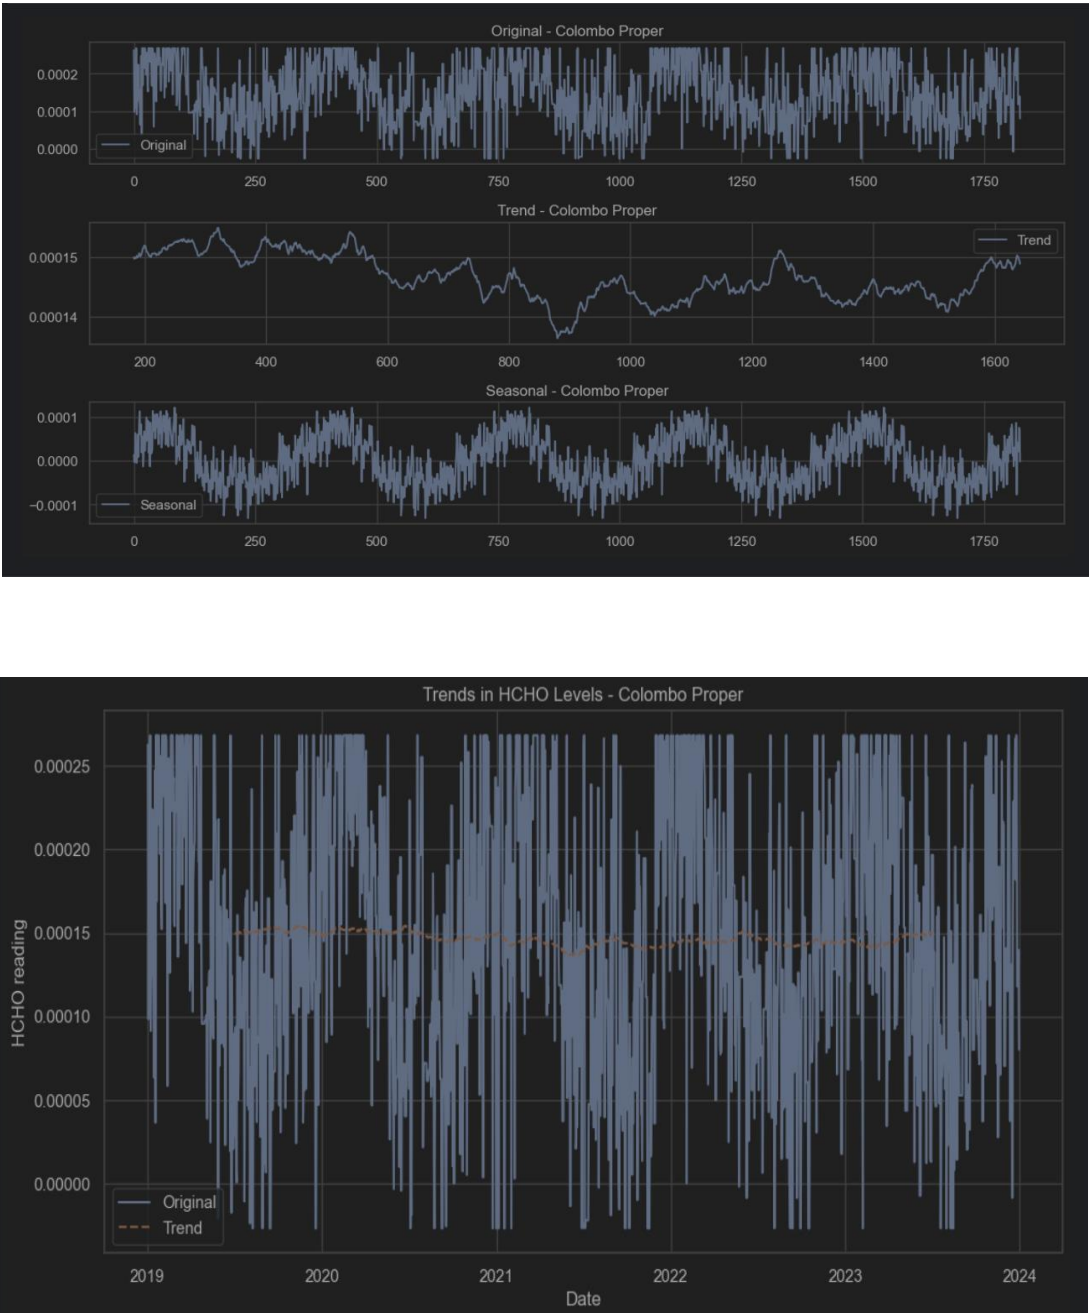 Original - Colombo Proper
0.0002
0.0001
0.0000
Original
0 250 500 750 1000 1250 1500 1750
Trend - Colombo Proper
Trend
0.00015
0.00014
200 400 600 800 1000 1200 1400 1600
Seasonal - Colombo Proper
0.0001
0.0000
−0.0001
Seasonal
0 250 500 750 1000 1250 1500 1750
Trends in HCHO Levels - Colombo Proper
0.00025
0.00020
0.00015
0.00010
0.00005
0.00000
HCHO reading
Original
Trend
2019 2020 2021 2022 2023 2024
Date